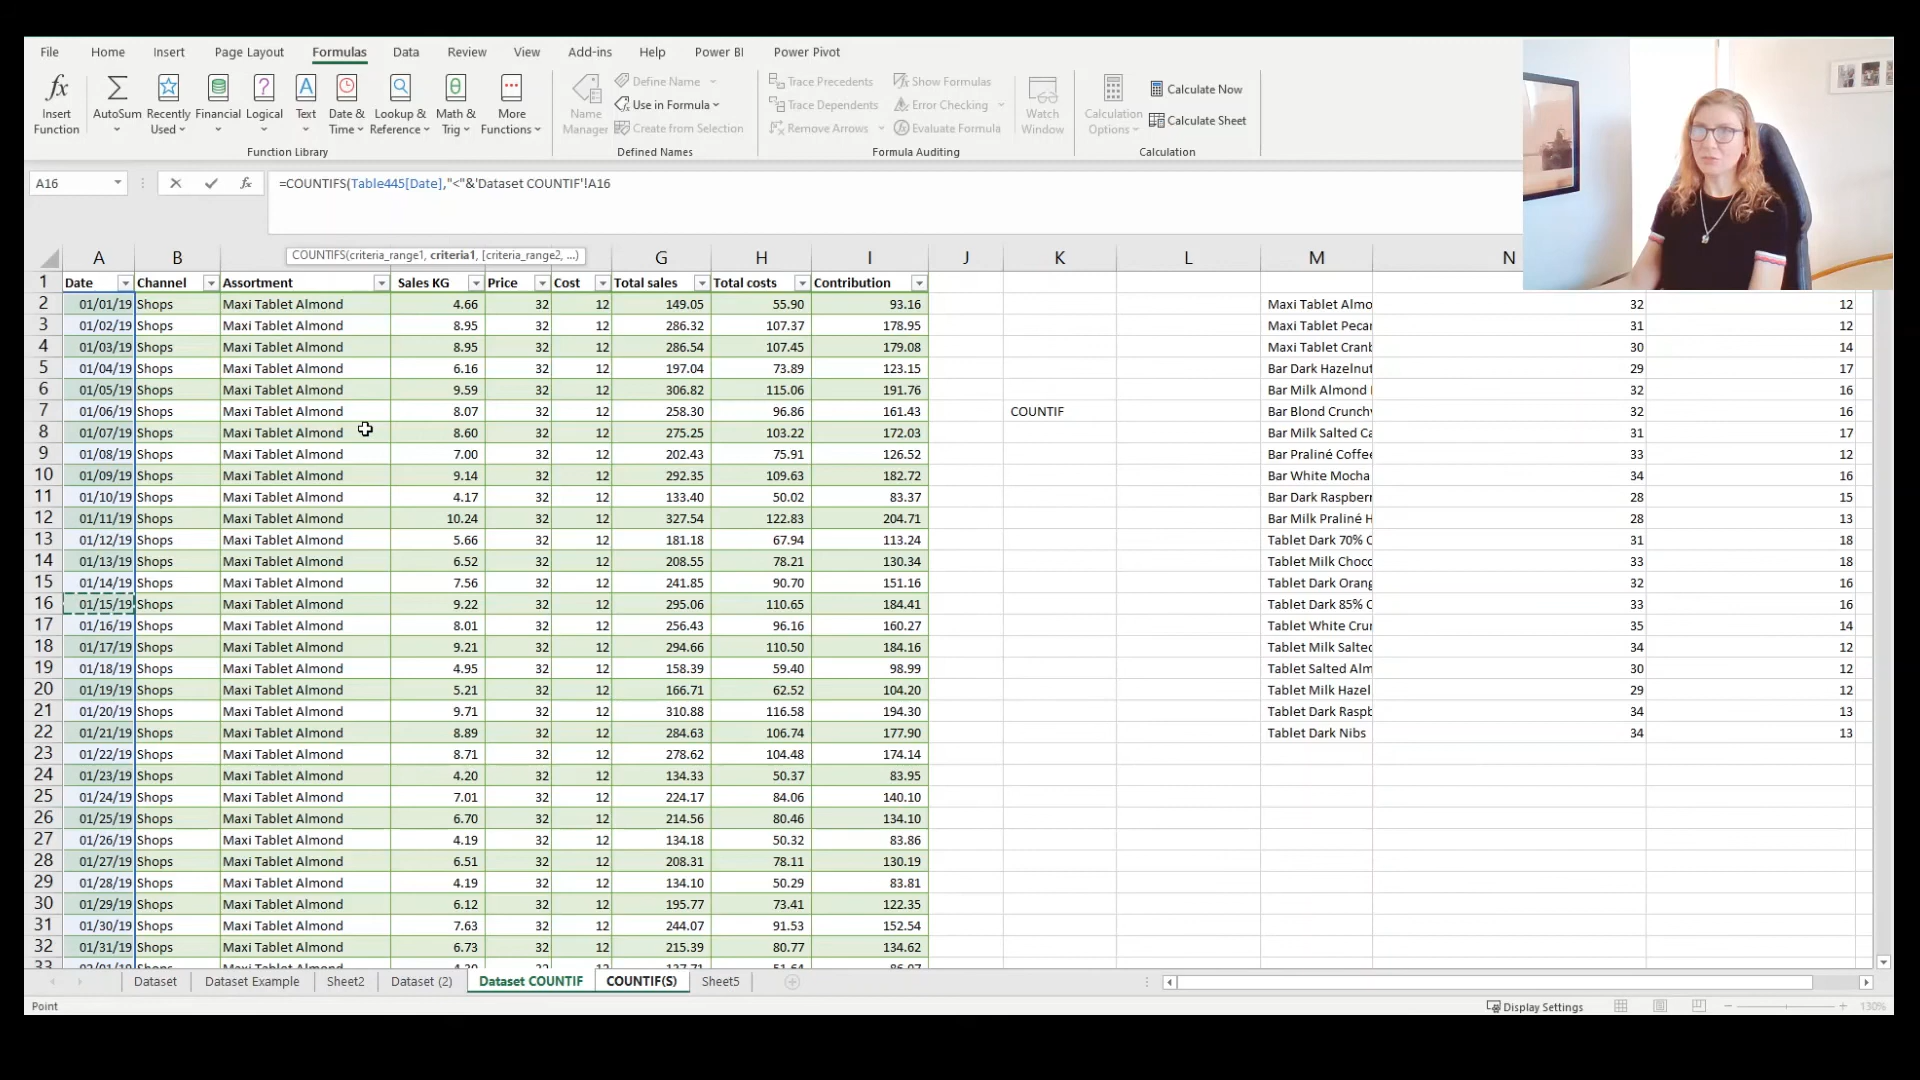 File Home Insert Page Layout Formulas Data Review View Add-ins Help Power BI Power Pivot
Insert Function AutoSum Recently Used Financial Logical Text Date & Time Lookup & Reference Math & Trig More Functions
Function Library
Name Manager Define Name Use in Formula Create from Selection
Defined Names
Trace Precedents Trace Dependents Remove Arrows Show Formulas Error Checking Evaluate Formula Watch Window
Formula Auditing
Calculation Options Calculate Now Calculate Sheet
Calculation
A16 fx =COUNTIFS(Table445[Date],"<"&'Dataset COUNTIF'!A16
COUNTIFS(criteria_range1, criteria1, [criteria_range2, ...)
A B G H I J K L M N
1 Date Channel Assortment Sales KG Price Cost Total sales Total costs Contribution
2 01/01/19 Shops Maxi Tablet Almond 4.66 32 12 149.05 55.90 93.16 Maxi Tablet Almo 32 12
3 01/02/19 Shops Maxi Tablet Almond 8.95 32 12 286.32 107.37 178.95 Maxi Tablet Pecar 31 12
4 01/03/19 Shops Maxi Tablet Almond 8.95 32 12 286.54 107.45 179.08 Maxi Tablet Cranb 30 14
5 01/04/19 Shops Maxi Tablet Almond 6.16 32 12 197.04 73.89 123.15 Bar Dark Hazelnut 29 17
6 01/05/19 Shops Maxi Tablet Almond 9.59 32 12 306.82 115.06 191.76 Bar Milk Almond 32 16
7 01/06/19 Shops Maxi Tablet Almond 8.07 32 12 258.30 96.86 161.43 COUNTIF Bar Blond Crunchy 32 16
8 01/07/19 Shops Maxi Tablet Almond 8.60 32 12 275.25 103.22 172.03 Bar Milk Salted Ca 31 17
9 01/08/19 Shops Maxi Tablet Almond 7.00 32 12 202.43 75.91 126.52 Bar Praliné Coffee 33 12
10 01/09/19 Shops Maxi Tablet Almond 9.14 32 12 292.35 109.63 182.72 Bar White Mocha 34 16
11 01/10/19 Shops Maxi Tablet Almond 4.17 32 12 133.40 50.02 83.37 Bar Dark Raspberr 28 15
12 01/11/19 Shops Maxi Tablet Almond 10.24 32 12 327.54 122.83 204.71 Bar Milk Praliné H 28 13
13 01/12/19 Shops Maxi Tablet Almond 5.66 32 12 181.18 67.94 113.24 Tablet Dark 70% C 31 18
14 01/13/19 Shops Maxi Tablet Almond 6.52 32 12 208.55 78.21 130.34 Tablet Milk Choco 33 18
15 01/14/19 Shops Maxi Tablet Almond 7.56 32 12 241.85 90.70 151.16 Tablet Dark Orang 32 16
16 01/15/19 Shops Maxi Tablet Almond 9.22 32 12 295.06 110.65 184.41 Tablet Dark 85% C 33 16
17 01/16/19 Shops Maxi Tablet Almond 8.01 32 12 256.43 96.16 160.27 Tablet White Crur 35 14
18 01/17/19 Shops Maxi Tablet Almond 9.21 32 12 294.66 110.50 184.16 Tablet Milk Salted 34 12
19 01/18/19 Shops Maxi Tablet Almond 4.95 32 12 158.39 59.40 98.99 Tablet Salted Alm 30 12
20 01/19/19 Shops Maxi Tablet Almond 5.21 32 12 166.71 62.52 104.20 Tablet Milk Hazel 29 12
21 01/20/19 Shops Maxi Tablet Almond 9.71 32 12 310.88 116.58 194.30 Tablet Dark Raspb 34 13
22 01/21/19 Shops Maxi Tablet Almond 8.89 32 12 284.63 106.74 177.90 Tablet Dark Nibs 34 13
23 01/22/19 Shops Maxi Tablet Almond 8.71 32 12 278.62 104.48 174.14
24 01/23/19 Shops Maxi Tablet Almond 4.20 32 12 134.33 50.37 83.95
25 01/24/19 Shops Maxi Tablet Almond 7.01 32 12 224.17 84.06 140.10
26 01/25/19 Shops Maxi Tablet Almond 6.70 32 12 214.56 80.46 134.10
27 01/26/19 Shops Maxi Tablet Almond 4.19 32 12 134.18 50.32 83.86
28 01/27/19 Shops Maxi Tablet Almond 6.51 32 12 208.31 78.11 130.19
29 01/28/19 Shops Maxi Tablet Almond 4.19 32 12 134.10 50.29 83.81
30 01/29/19 Shops Maxi Tablet Almond 6.12 32 12 195.77 73.41 122.35
31 01/30/19 Shops Maxi Tablet Almond 7.63 32 12 244.07 91.53 152.54
32 01/31/19 Shops Maxi Tablet Almond 6.73 32 12 215.39 80.77 134.62
Dataset Dataset Example Sheet2 Dataset (2) Dataset COUNTIF COUNTIF(S) Sheet5
Point Display Settings 130%